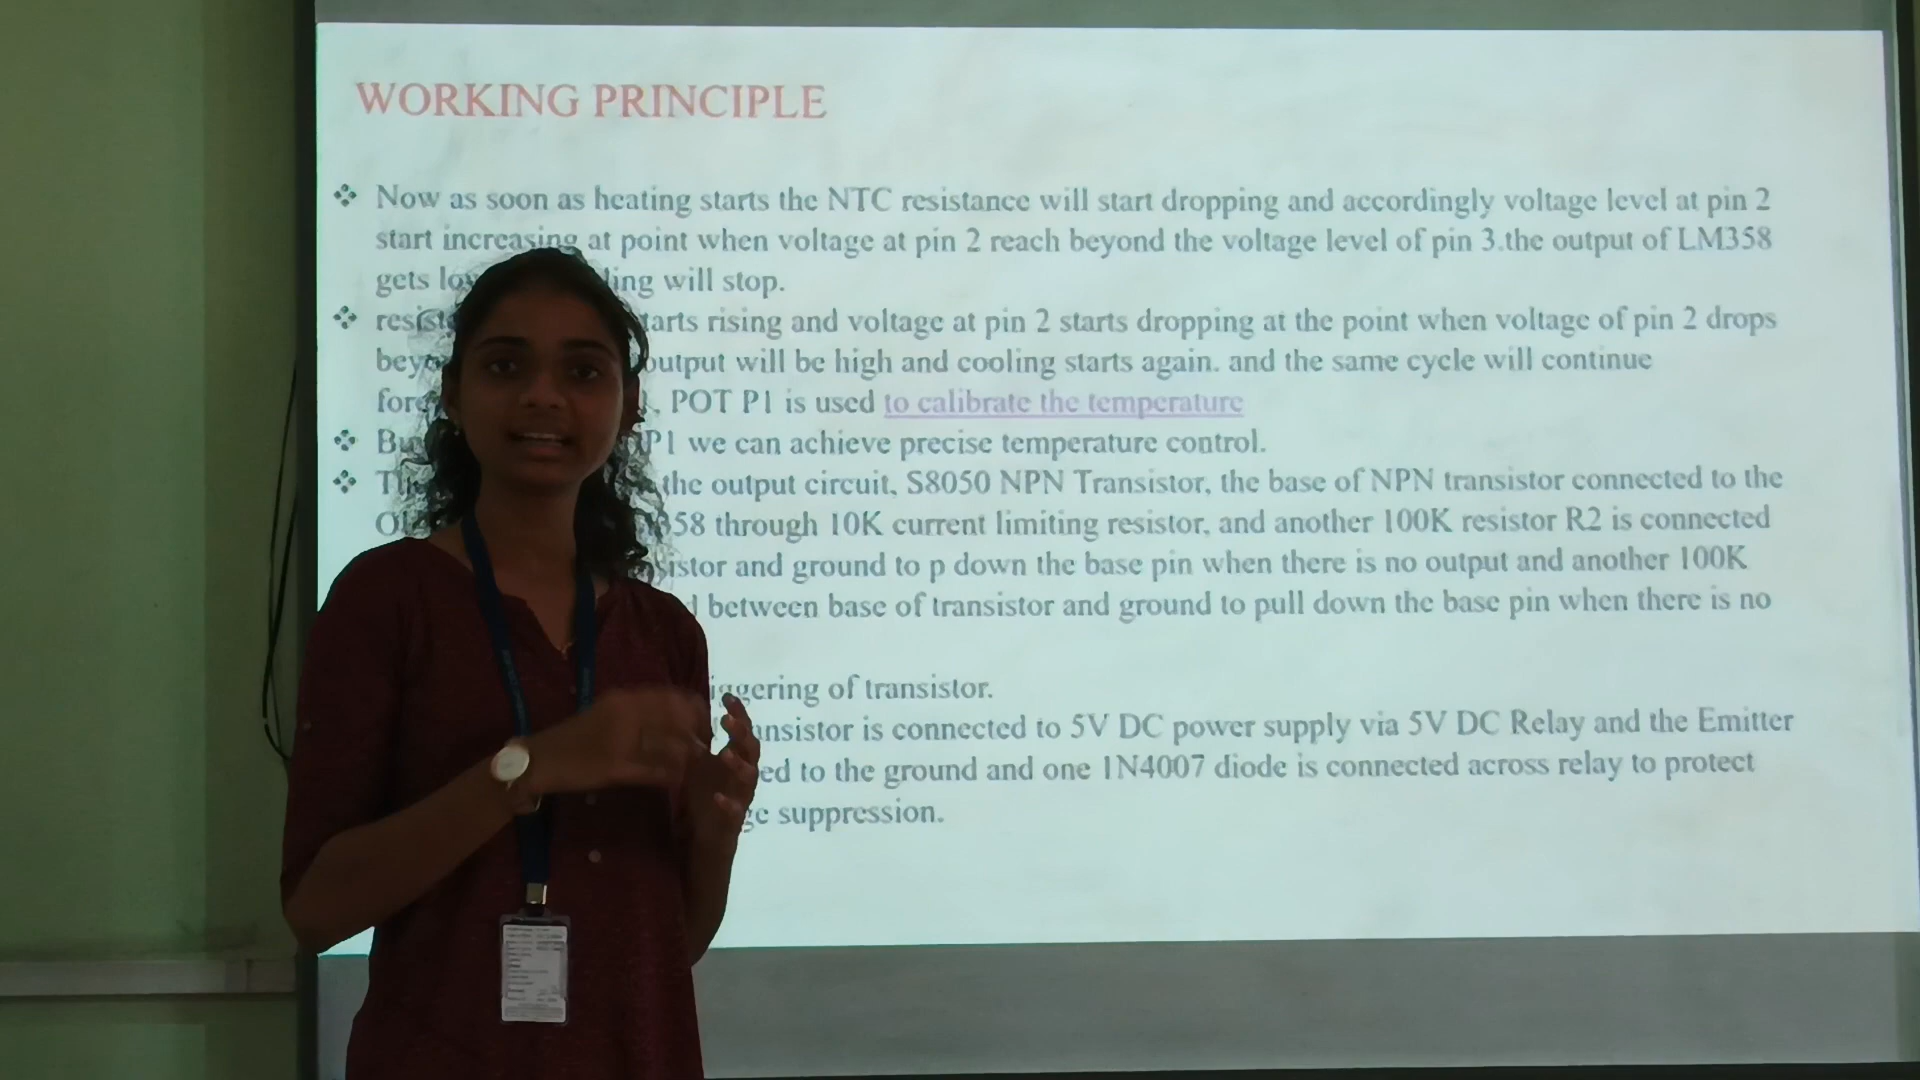 WORKING PRINCIPLE
Now as soon as heating starts the NTC resistance will start dropping and accordingly voltage level at pin 2
start increasing at point when voltage at pin 2 reach beyond the voltage level of pin 3.the output of LM358
gets will stop.
starts rising and voltage at pin 2 starts dropping at the point when voltage of pin 2 drops
output will be high and cooling starts again. and the same cycle will continue
POT P1 is used to calibrate the temperature
P1 we can achieve precise temperature control.
the output circuit, S8050 NPN Transistor, the base of NPN transistor connected to the
through 10K current limiting resistor, and another 100K resistor R2 is connected
and ground to p down the base pin when there is no output and another 100K
between base of transistor and ground to pull down the base pin when there is no
of transistor.
is connected to 5V DC power supply via 5V DC Relay and the Emitter
to the ground and one 1N4007 diode is connected across relay to protect
suppression.